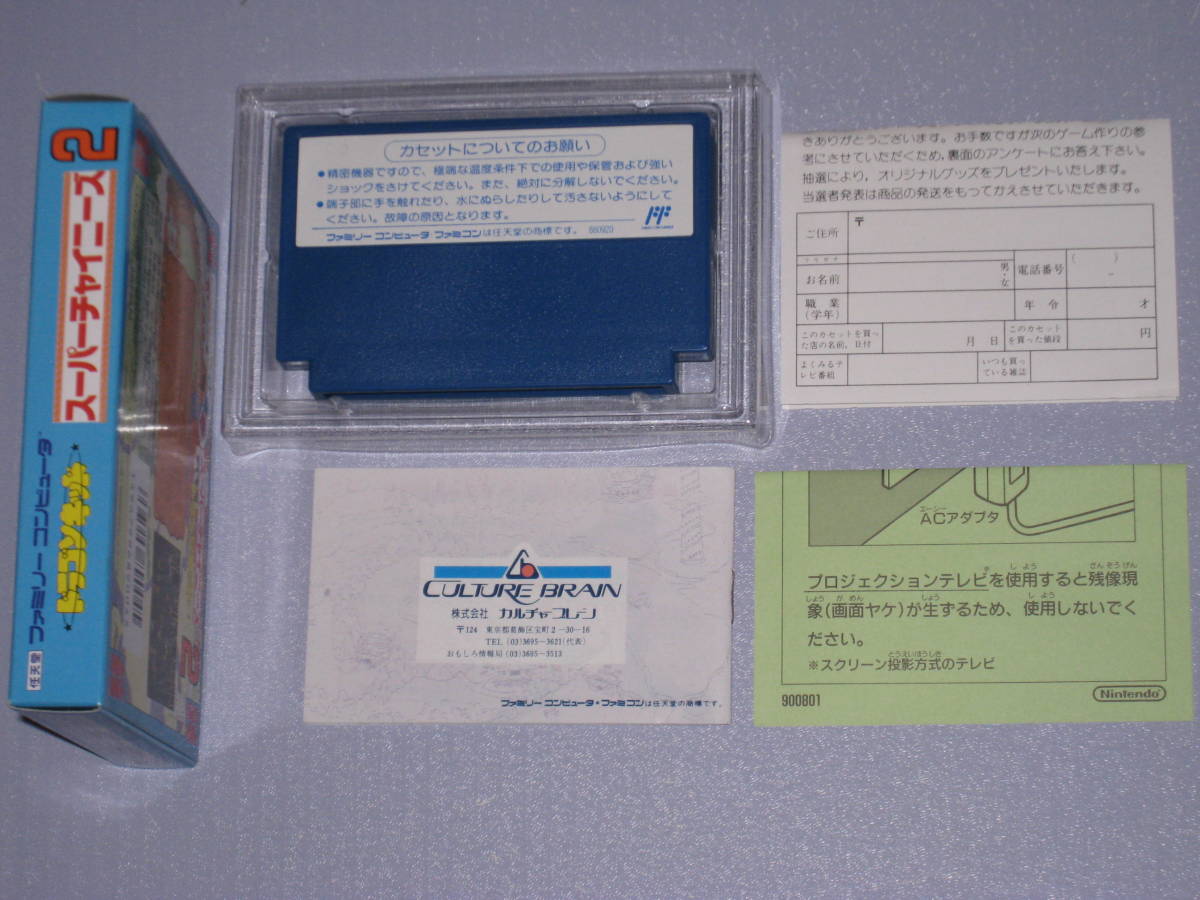 任天堂 ファミリー コンピュータ
ドラゴンキッド
スーパーチャイニーズ2
カセットについてのお願い
●精密機器ですので、極端な温度条件下での使用や保管および強い
ショックをさけてください。また、絶対に分解しないでください。
●端子部に手を触れたり、水にぬらしたりして汚さないようにして
ください。故障の原因となります。
ファミリー コンピュータ・ファミコンは任天堂の商標です。 860920
きありがとうございます。お手数ですが次のゲーム作りの参
考にさせていただくため,裏面のアンケートにお答え下さい。
抽選により、オリジナルグッズをプレゼントいたします。
当選者発表は商品の発送をもつてかえさせていただきます。
ご住所
〒
フリガナ
お名前
男・女
電話番号
( ) −
職業
(学年)
年令
才
このカセットを買っ
た店の名前,日付
月 日
このカセット
を買った値段
円
よくみるテ
レビ番組
いつも買っ
ている雑誌
CULTURE BRAIN
株式会社 カルチャーブレーン
〒124 東京都葛飾区宝町2−30−16
TEL (03)3695−3621(代表)
おもしろ情報局 (03)3695−3513
ファミリー コンピュータ・ファミコンは任天堂の商標です。
エーシー
ACアダプタ
プロジェクションテレビ※を使用すると残像現
象(画面ヤケ)が生ずるため、使用しないでく
ださい。
※スクリーン投影方式のテレビ
900801
Nintendo